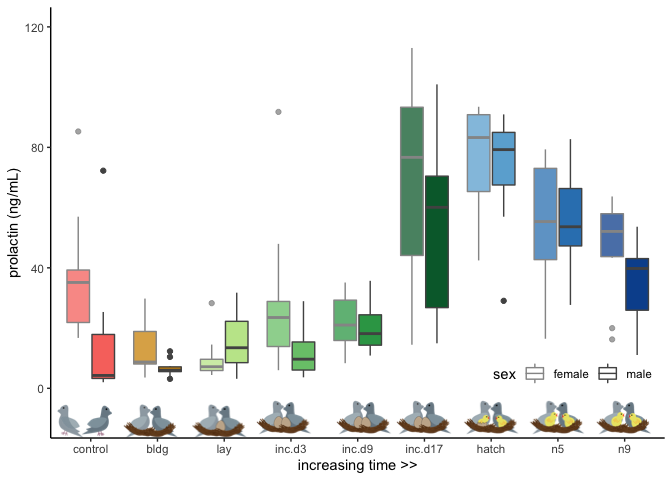 120
80
40
0
prolactin (ng/mL)
sex female male
control bldg lay inc.d3 inc.d9 inc.d17 hatch n5 n9
increasing time >>